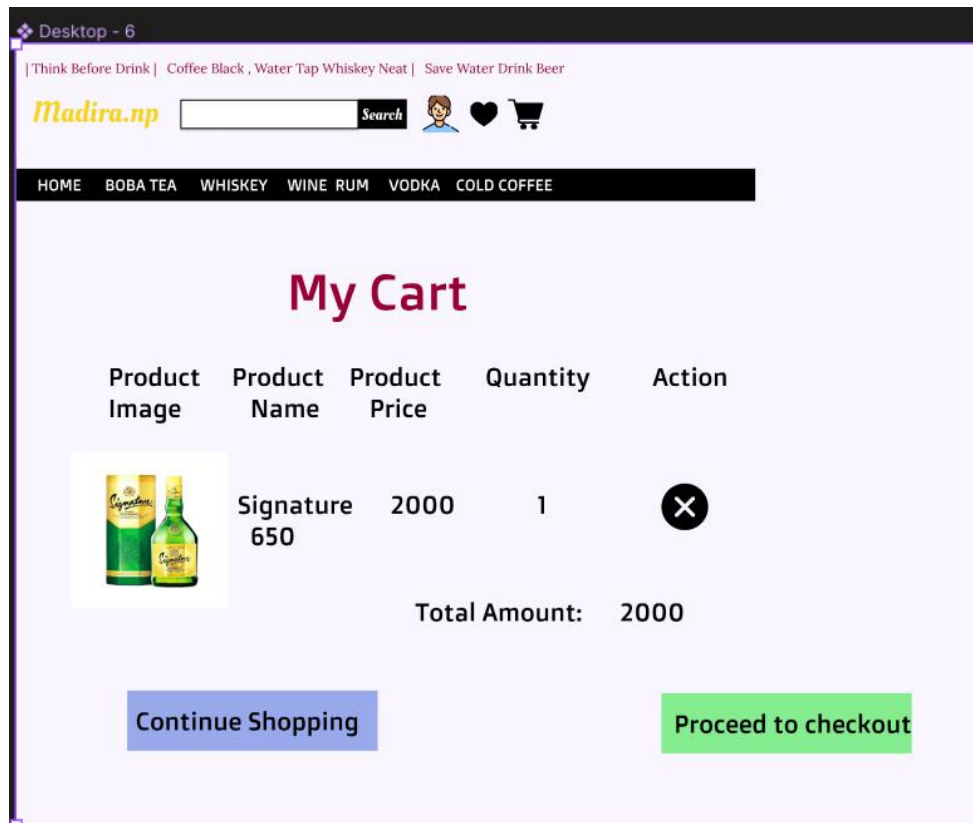 Desktop - 6
| Think Before Drink | Coffee Black , Water Tap Whiskey Neat | Save Water Drink Beer
Madira.np
Search
HOME BOBA TEA WHISKEY WINE RUM VODKA COLD COFFEE
My Cart
Product Product Product Quantity Action
Image Name Price
Signature
Signature
Signature 2000 1
650
Total Amount: 2000
Continue Shopping Proceed to checkout